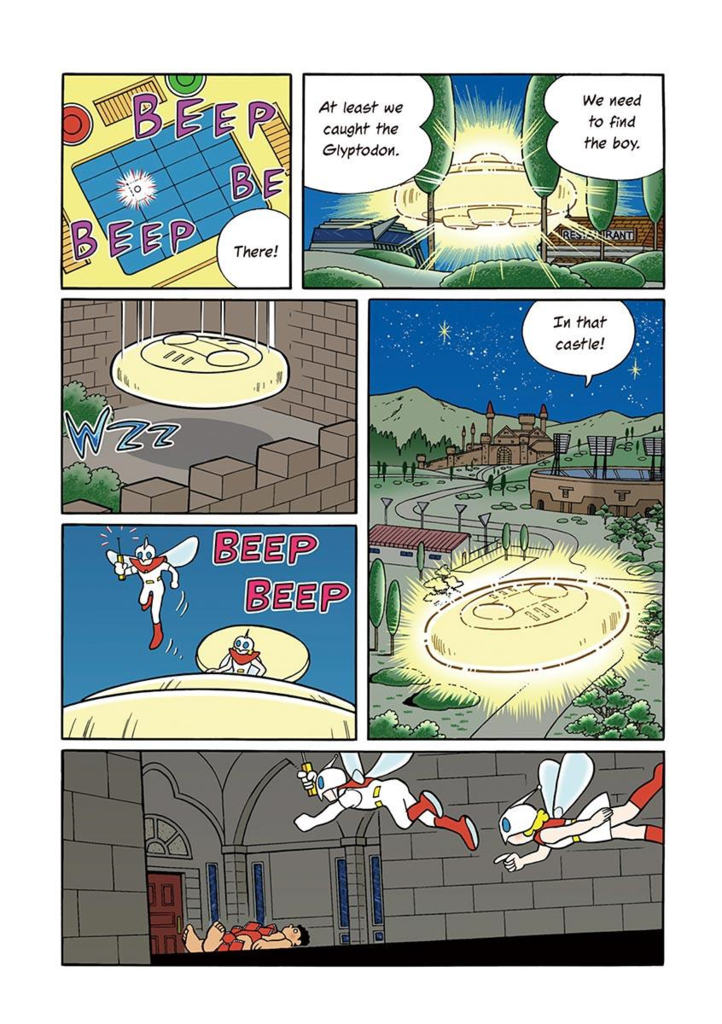 At least we
caught the
Glyptodon.
We need
to find
the boy.
RESTAURANT
BEEP
BE
BEEP
There!
WZZ
In that
castle!
BEEP
BEEP